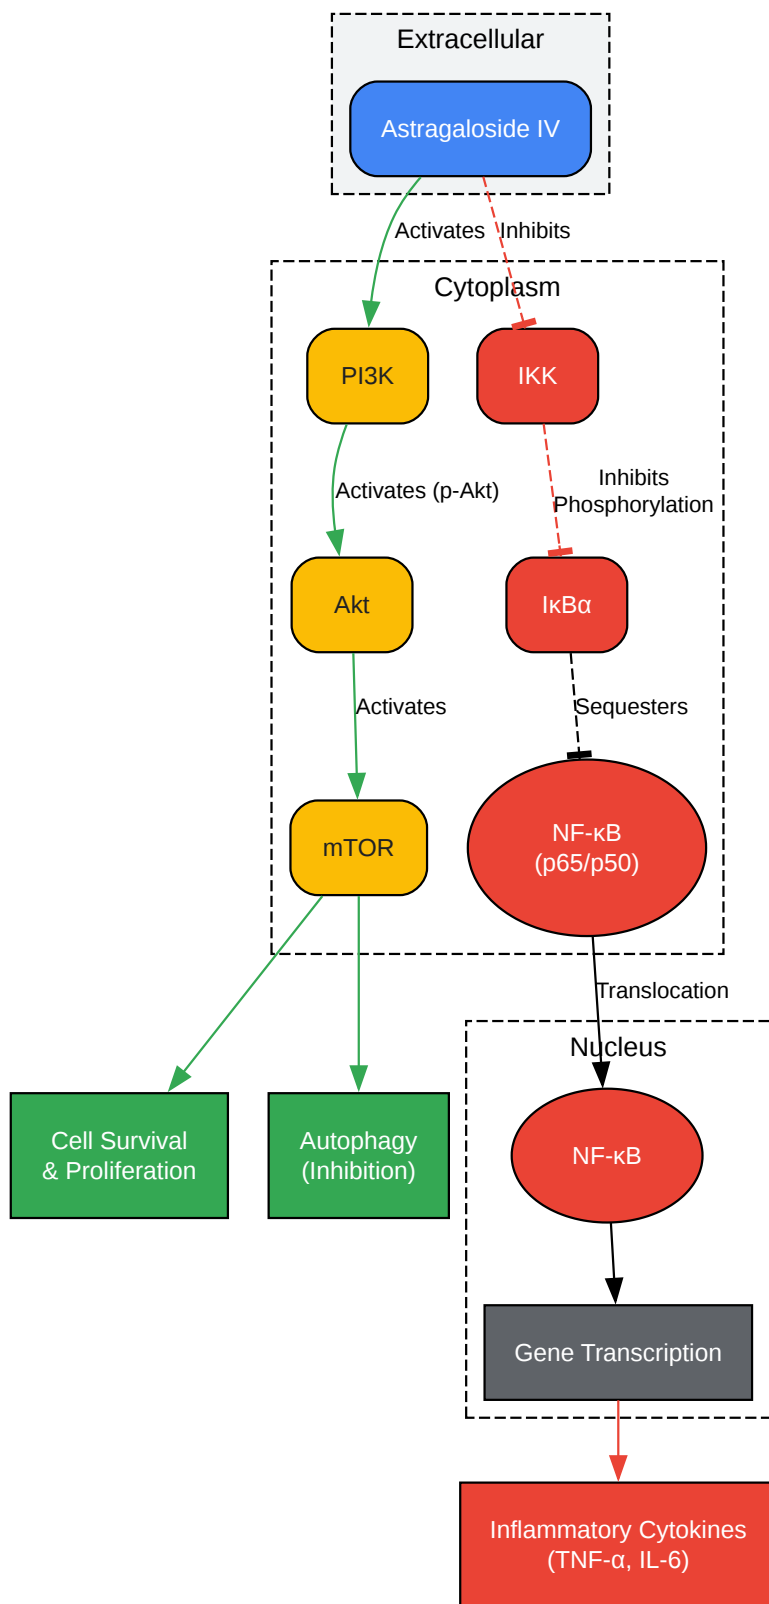 Extracellular
Astragaloside IV
Activates
Inhibits
Cytoplasm
PI3K
IKK
Activates (p-Akt)
Inhibits
Phosphorylation
Akt
IκBα
Activates
Sequesters
mTOR
NF-κB
(p65/p50)
Translocation
Nucleus
Cell Survival
& Proliferation
Autophagy
(Inhibition)
NF-κB
Gene Transcription
Inflammatory Cytokines
(TNF-α, IL-6)